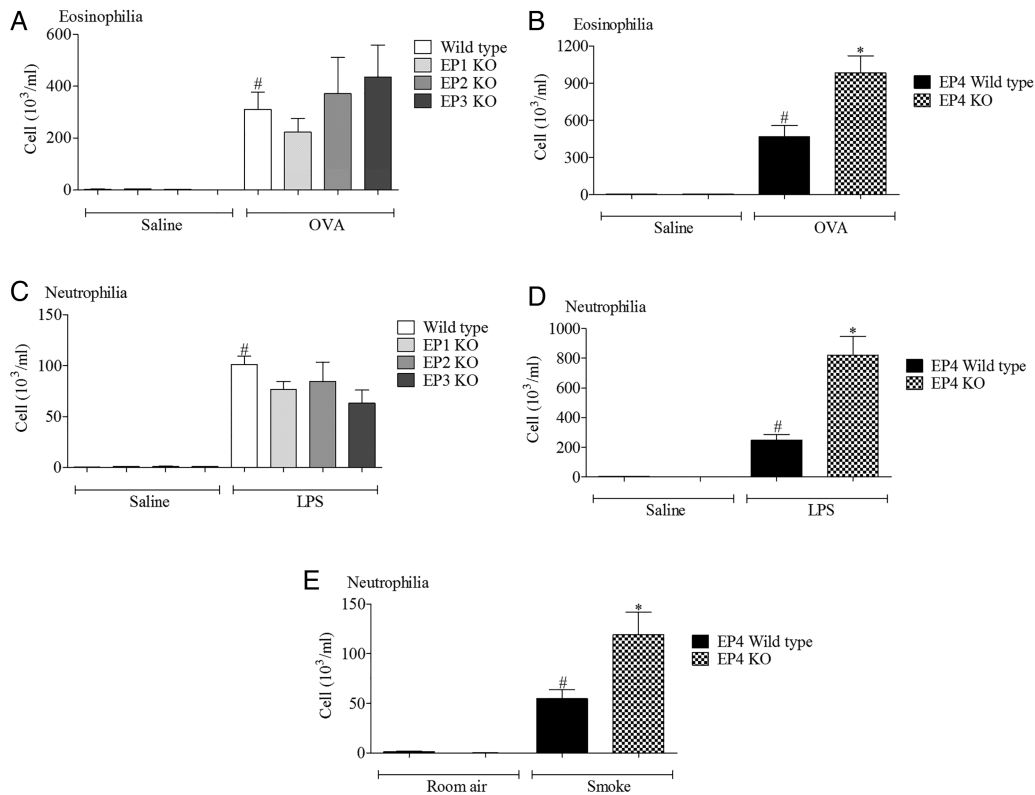 A
Eosinophilia
600
400
200
0
Cell (10³/ml)
#
Saline
OVA
Wild type
EP1 KO
EP2 KO
EP3 KO
B
Eosinophilia
1200
900
600
300
0
Cell (10³/ml)
#
*
Saline
OVA
EP4 Wild type
EP4 KO
C
Neutrophilia
150
100
50
0
Cell (10³/ml)
#
Saline
LPS
Wild type
EP1 KO
EP2 KO
EP3 KO
D
Neutrophilia
1000
800
600
400
200
0
Cell (10³/ml)
#
*
Saline
LPS
EP4 Wild type
EP4 KO
E
Neutrophilia
150
100
50
0
Cell (10³/ml)
#
*
Room air
Smoke
EP4 Wild type
EP4 KO